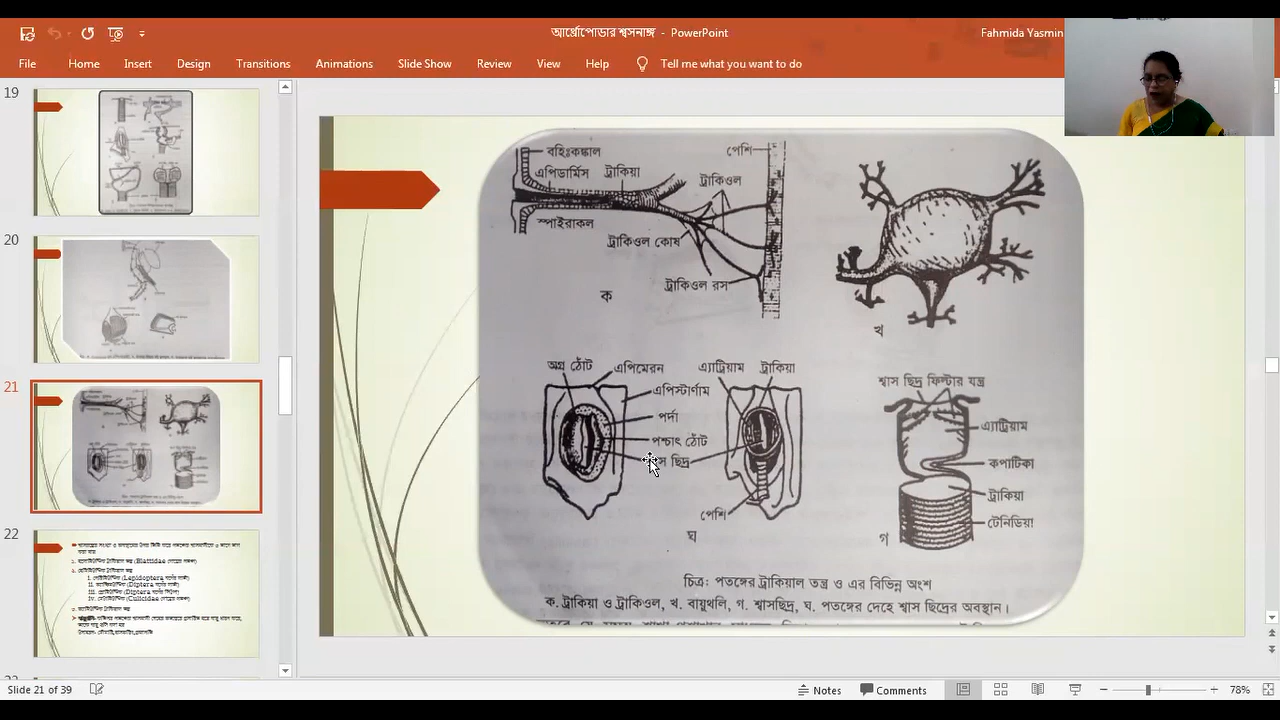 আর্থ্রোপোডার শ্বসনাঙ্গ - PowerPoint
Fahmida Yasmin
File Home Insert Design Transitions Animations Slide Show Review View Help Tell me what you want to do
19
20
21
22
বহিঃকঙ্কাল
পেশি
এপিডার্মিস ট্রাকিয়া
ট্রাকিওল
স্পাইরাকল
ট্রাকিওল কোষ
ট্রাকিওল রস
ক
খ
অগ্র ঠোঁট
এপিমেরন
এপিস্টার্ণাম
পর্দা
পশ্চাৎ ঠোঁট
ছিদ্র
এ্যাট্রিয়াম ট্রাকিয়া
পেশি
ঘ
শ্বাস ছিদ্র ফিল্টার যন্ত্র
এ্যাট্রিয়াম
কপাটিকা
ট্রাকিয়া
টেনিডিয়া
গ
চিত্র: পতঙ্গের ট্রাকিয়াল তন্ত্র ও এর বিভিন্ন অংশ
ক. ট্রাকিয়া ও ট্রাকিওল, খ. বায়ুথলি, গ. শ্বাসছিদ্র, ঘ. পতঙ্গের দেহে শ্বাস ছিদ্রের অবস্থান।
Slide 21 of 39
Notes Comments
78%